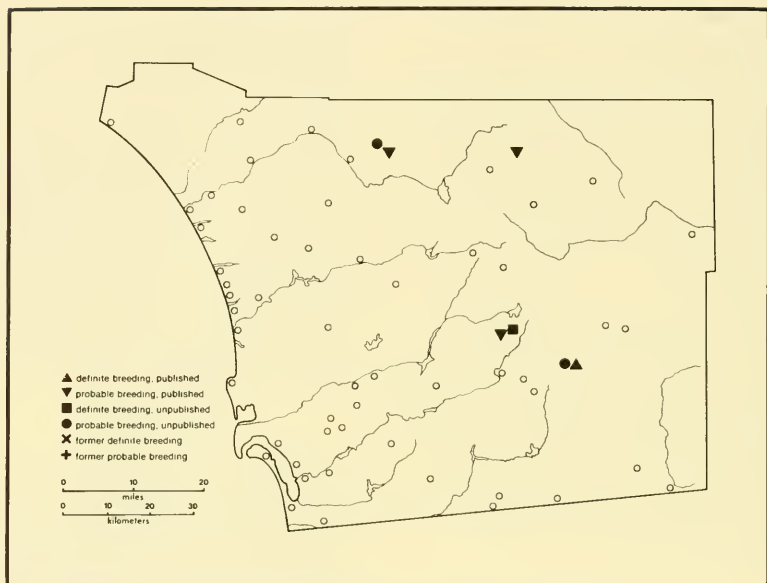 definite breeding, published
probable breeding, published
definite breeding, unpublished
probable breeding, unpublished
former definite breeding
former probable breeding
0 10 20
miles
0 10 20 30
kilometers